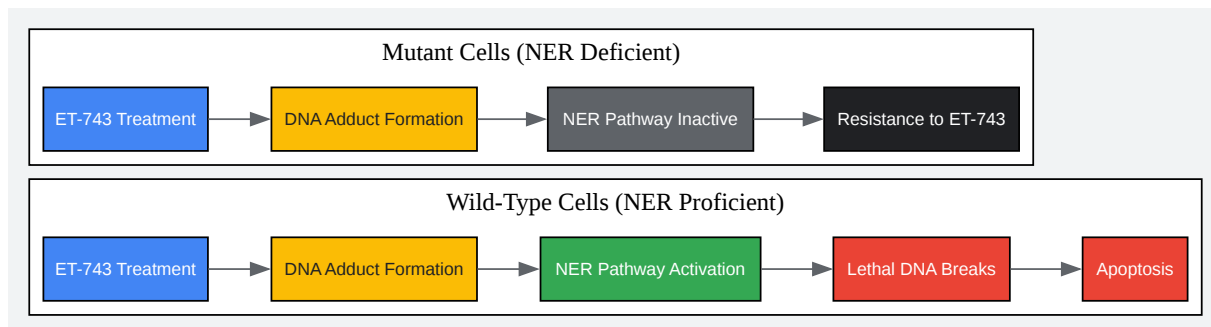 Mutant Cells (NER Deficient)
ET-743 Treatment
DNA Adduct Formation
NER Pathway Inactive
Resistance to ET-743
Wild-Type Cells (NER Proficient)
ET-743 Treatment
DNA Adduct Formation
NER Pathway Activation
Lethal DNA Breaks
Apoptosis